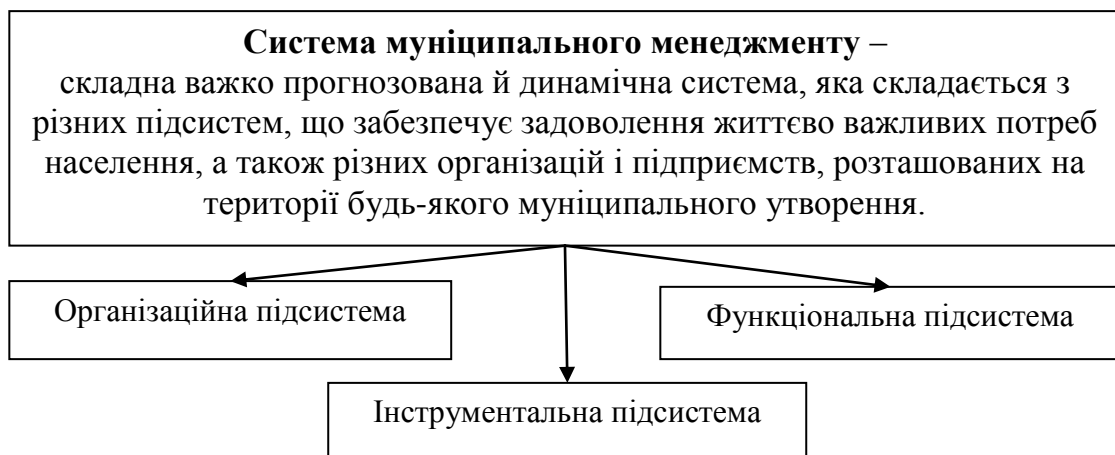 Система муніципального менеджменту –
складна важко прогнозована й динамічна система, яка складається з
різних підсистем, що забезпечує задоволення життєво важливих потреб
населення, а також різних організацій і підприємств, розташованих на
території будь-якого муніципального утворення.
Організаційна підсистема
Функціональна підсистема
Інструментальна підсистема